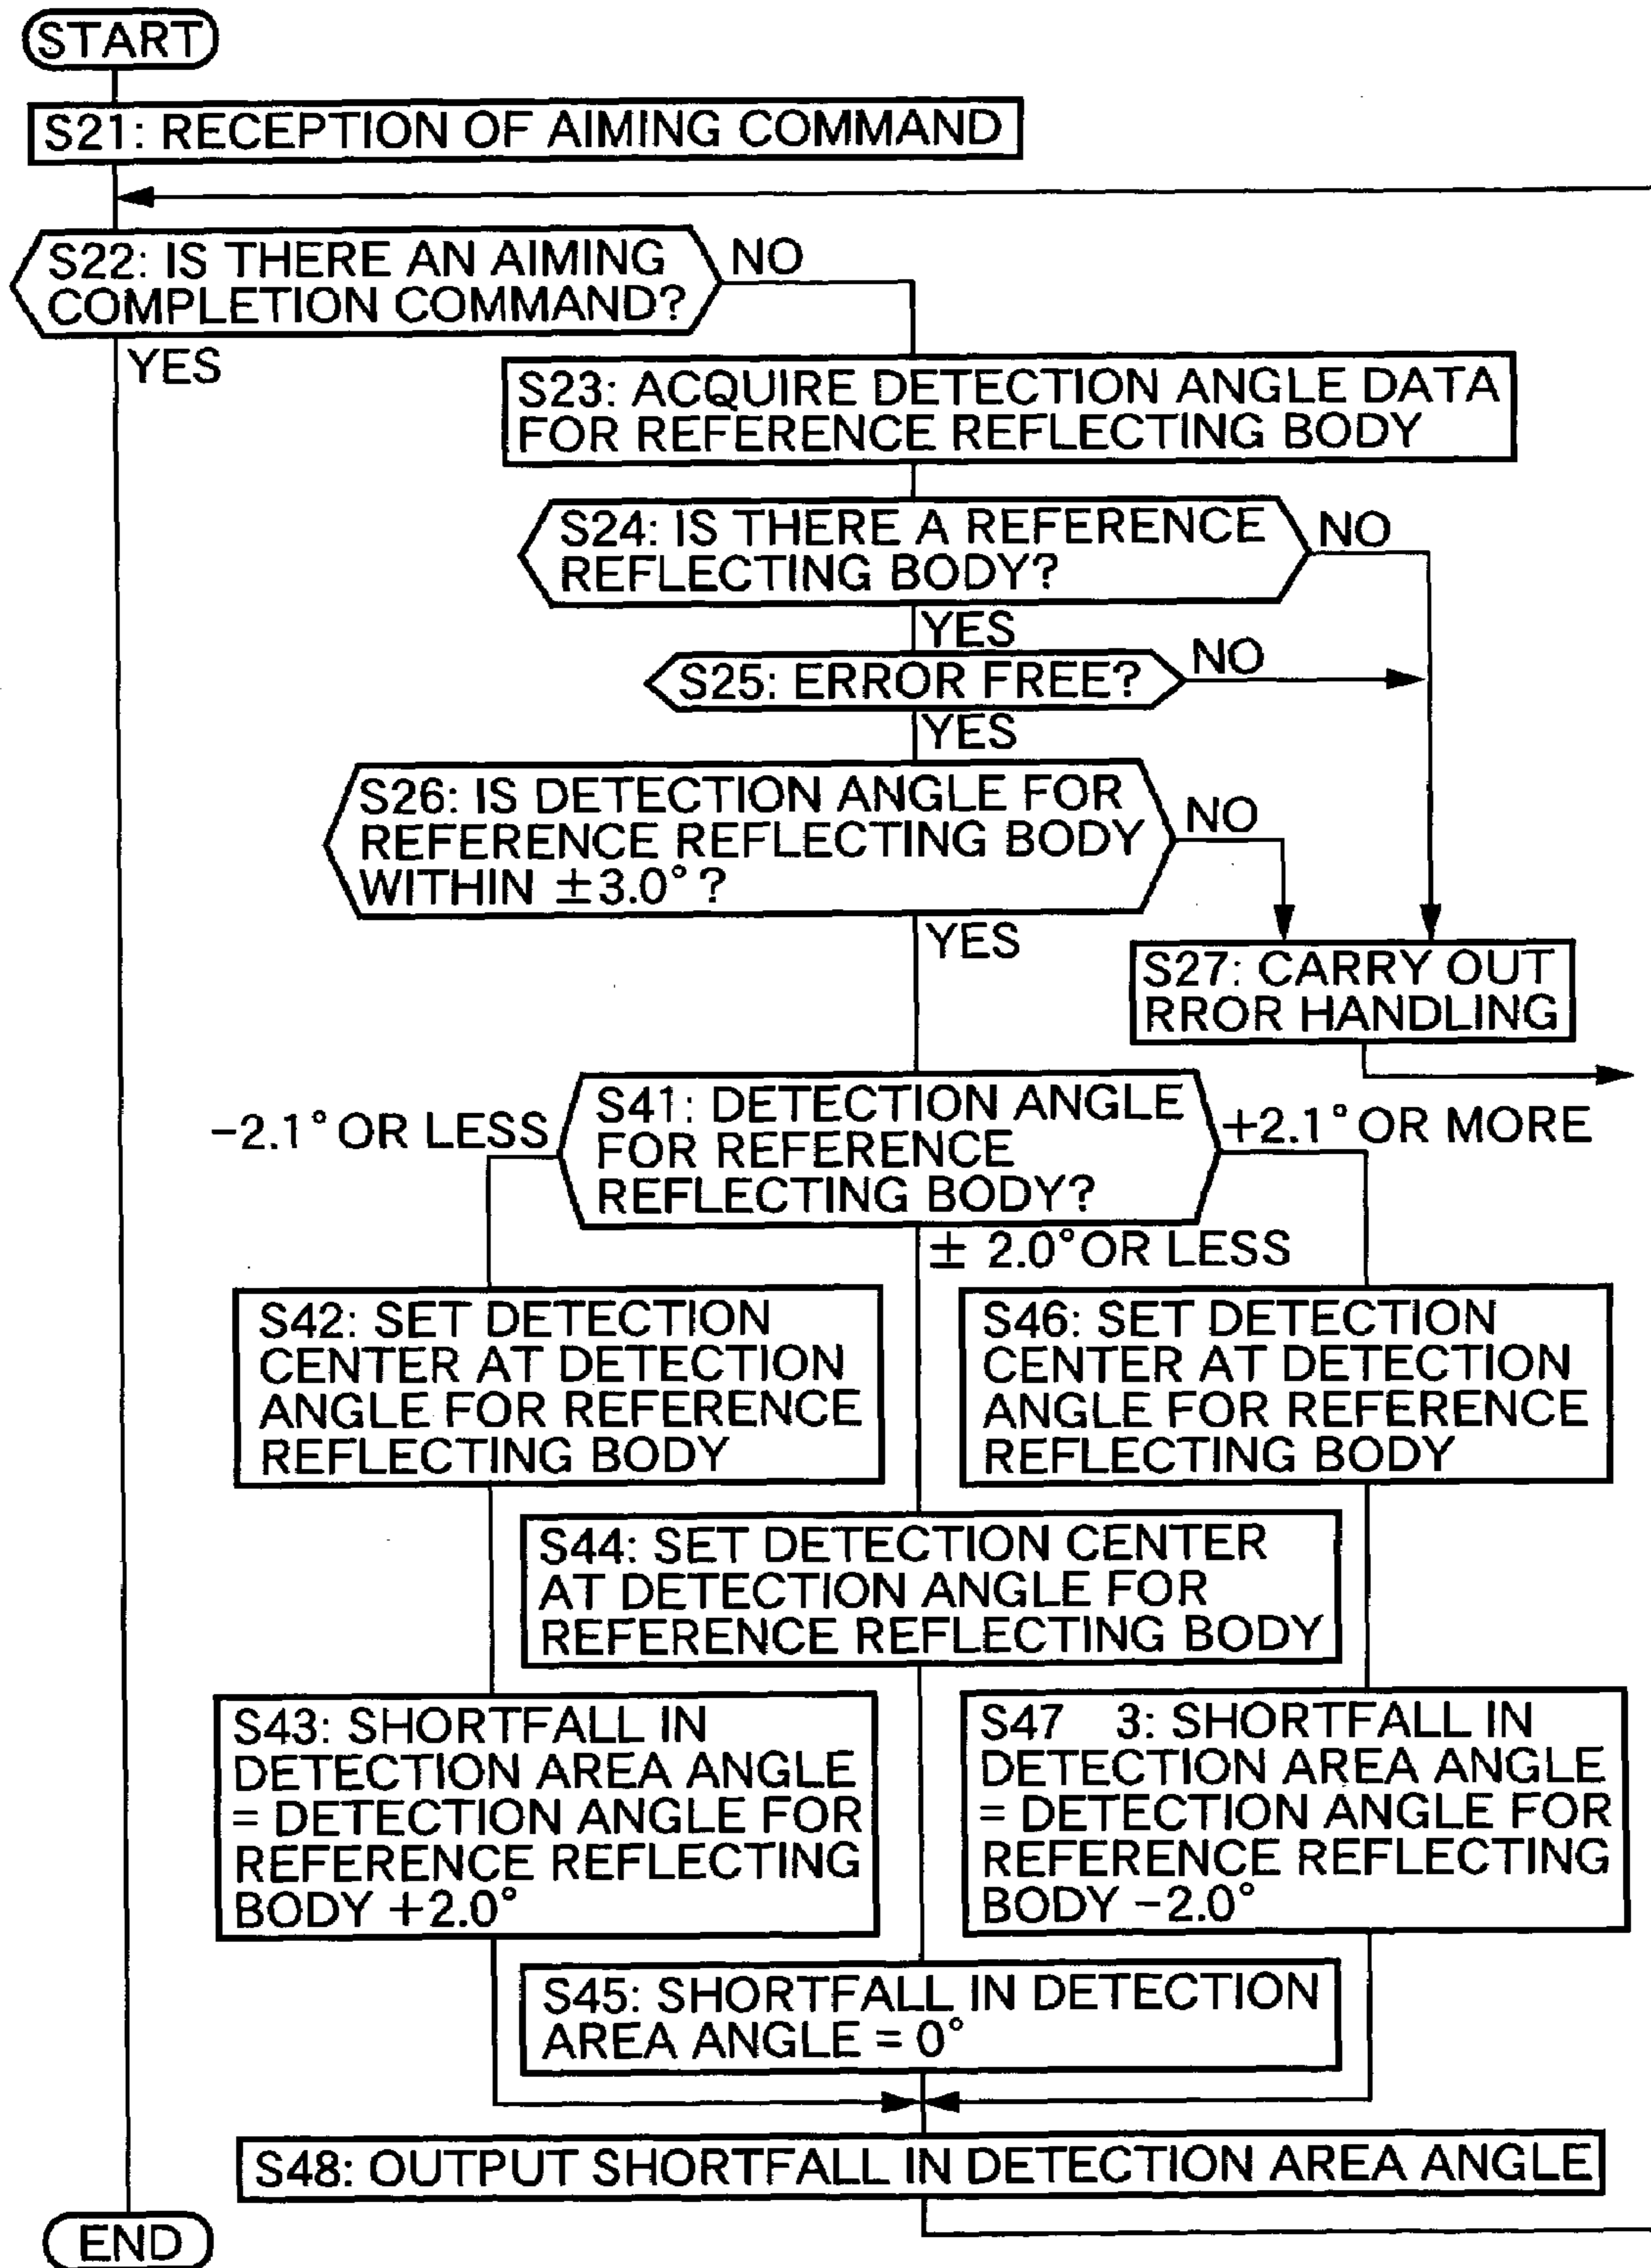 START
S21: RECEPTION OF AIMING COMMAND
S22: IS THERE AN AIMING
COMPLETION COMMAND?
NO
YES
S23: ACQUIRE DETECTION ANGLE DATA
FOR REFERENCE REFLECTING BODY
S24: IS THERE A REFERENCE
REFLECTING BODY?
NO
YES
S25: ERROR FREE?
NO
YES
S26: IS DETECTION ANGLE FOR
REFERENCE REFLECTING BODY
WITHIN ±3.0°?
NO
YES
S27: CARRY OUT
RROR HANDLING
S41: DETECTION ANGLE
FOR REFERENCE
REFLECTING BODY?
-2.1° OR LESS
+2.1° OR MORE
± 2.0° OR LESS
S42: SET DETECTION
CENTER AT DETECTION
ANGLE FOR REFERENCE
REFLECTING BODY
S46: SET DETECTION
CENTER AT DETECTION
ANGLE FOR REFERENCE
REFLECTING BODY
S44: SET DETECTION CENTER
AT DETECTION ANGLE FOR
REFERENCE REFLECTING BODY
S43: SHORTFALL IN
DETECTION AREA ANGLE
= DETECTION ANGLE FOR
REFERENCE REFLECTING
BODY +2.0°
S47 3: SHORTFALL IN
DETECTION AREA ANGLE
= DETECTION ANGLE FOR
REFERENCE REFLECTING
BODY -2.0°
S45: SHORTFALL IN DETECTION
AREA ANGLE = 0°
S48: OUTPUT SHORTFALL IN DETECTION AREA ANGLE
END